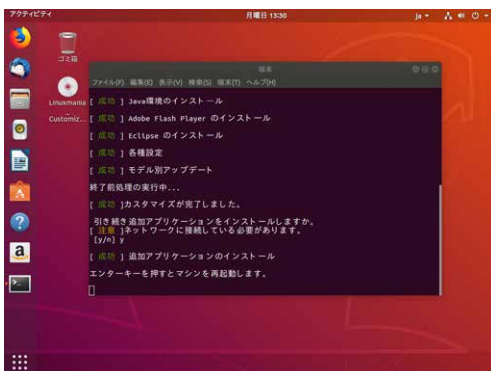 アクティビティ
月曜日 13:30
ja
ゴミ箱
Linuxmania
Customiz...
端末
ファイル(F) 編集(E) 表示(V) 検索(S) 端末(T) ヘルプ(H)
[ 成功 ] Java環境のインストール
[ 成功 ] Adobe Flash Player のインストール
[ 成功 ] Eclipse のインストール
[ 成功 ] 各種設定
[ 成功 ] モデル別アップデート
終了前処理の実行中...
[ 成功 ]カスタマイズが完了しました。
引き続き追加アプリケーションをインストールしますか。
[ 注意 ]ネットワークに接続している必要があります。
[y/n] y
[ 成功 ] 追加アプリケーションのインストール
エンターキーを押すとマシンを再起動します。